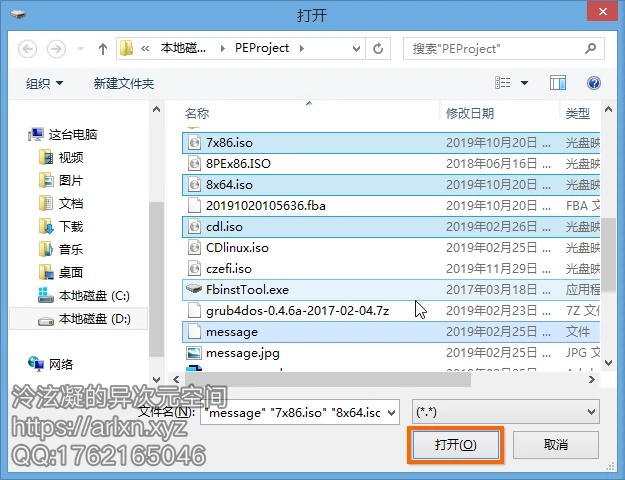 打开
« 本地磁... PEProject
搜索"PEProject"
组织 新建文件夹
名称 修改日期 类型
这台电脑
视频
图片
文档
下载
音乐
桌面
本地磁盘 (C:)
本地磁盘 (D:)
网络
7x86.iso 2019年10月20日 ... 光盘映
8PEx86.ISO 2018年06月16日 ... 光盘映
8x64.iso 2019年10月20日 ... 光盘映
20191020105636.fba 2019年10月20日 ... FBA 文
cdl.iso 2019年02月26日 ... 光盘映
CDlinux.iso 2019年02月25日 ... 光盘映
czefi.iso 2019年11月29日 ... 光盘映
FbinstTool.exe 2017年03月18日 ... 应用程
grub4dos-0.4.6a-2017-02-04.7z 2019年02月25日 ... 7Z 文
message 2019年02月25日 ... 文件
message.jpg 2019年02月25日 ... JPG 文
文件名(N): "message" "7x86.iso" "8x64.isc (*.*)
打开(O) 取消
泠泫凝的异次元空间
https://arlxn.xyz
QQ:1762165046